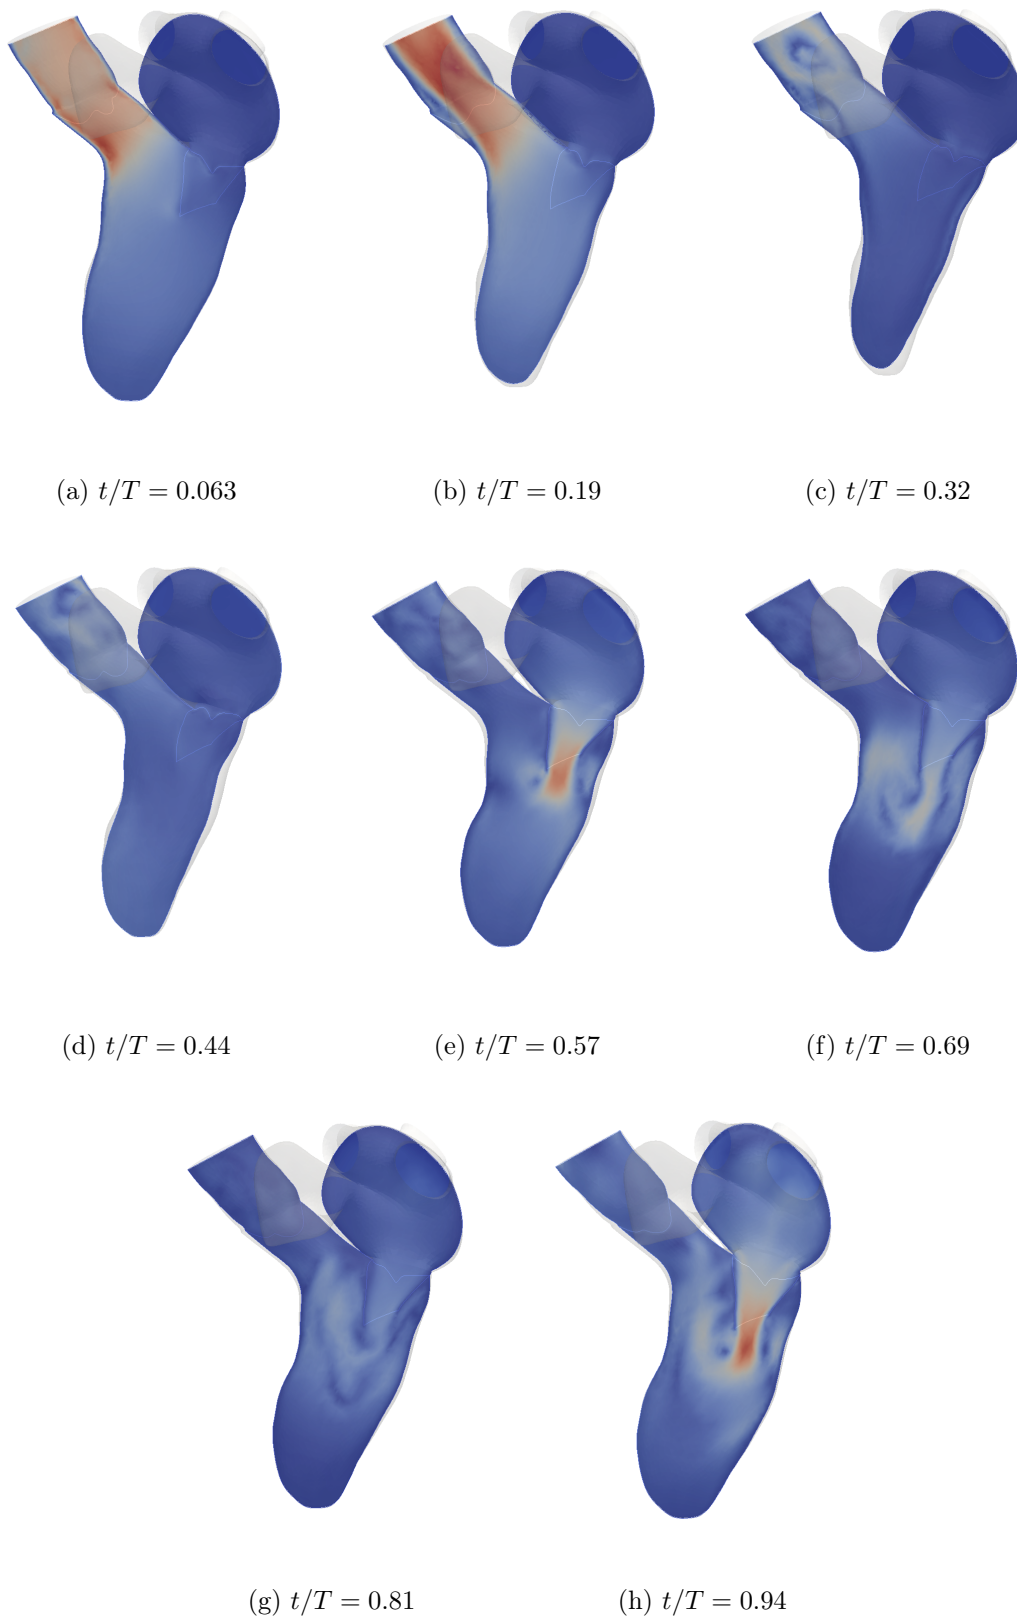 (a) t/T = 0.063
(b) t/T = 0.19
(c) t/T = 0.32
(d) t/T = 0.44
(e) t/T = 0.57
(f) t/T = 0.69
(g) t/T = 0.81
(h) t/T = 0.94